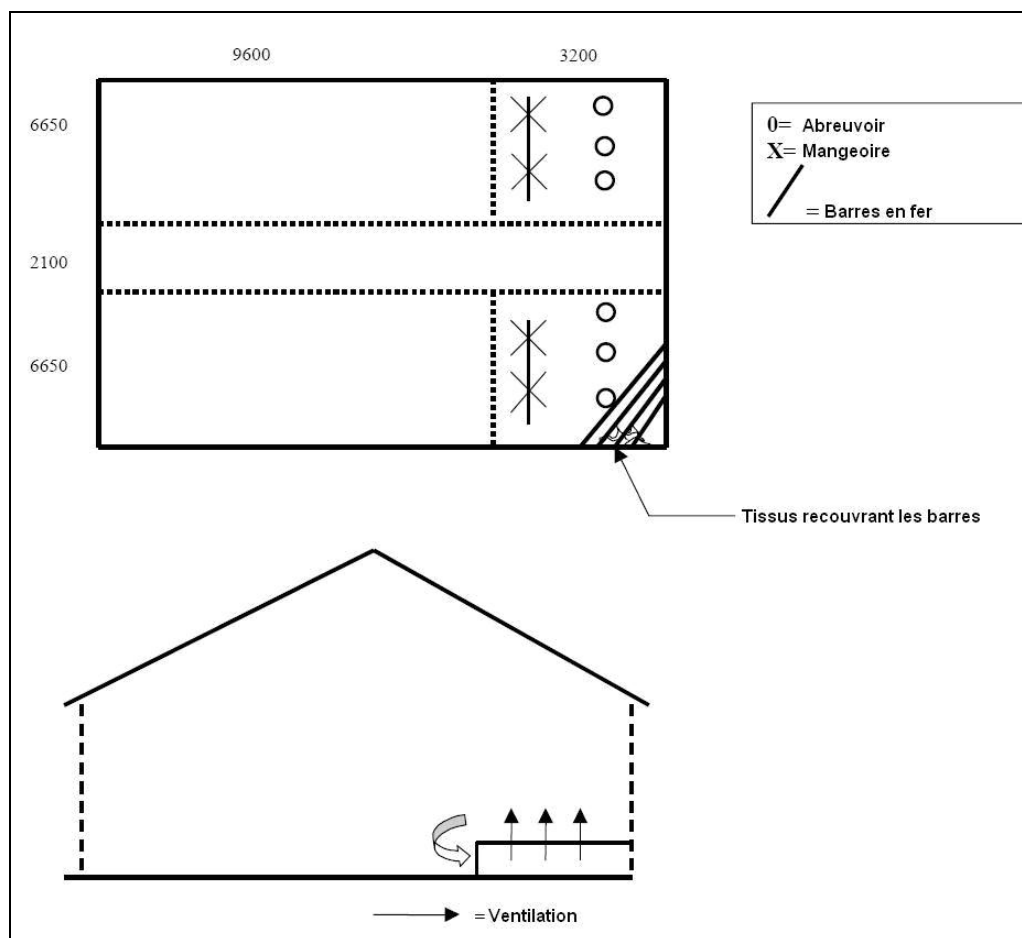 9600 3200
6650
0= Abreuvoir
X= Mangeoire
= Barres en fer
2100
6650
Tissus recouvrant les barres
= Ventilation